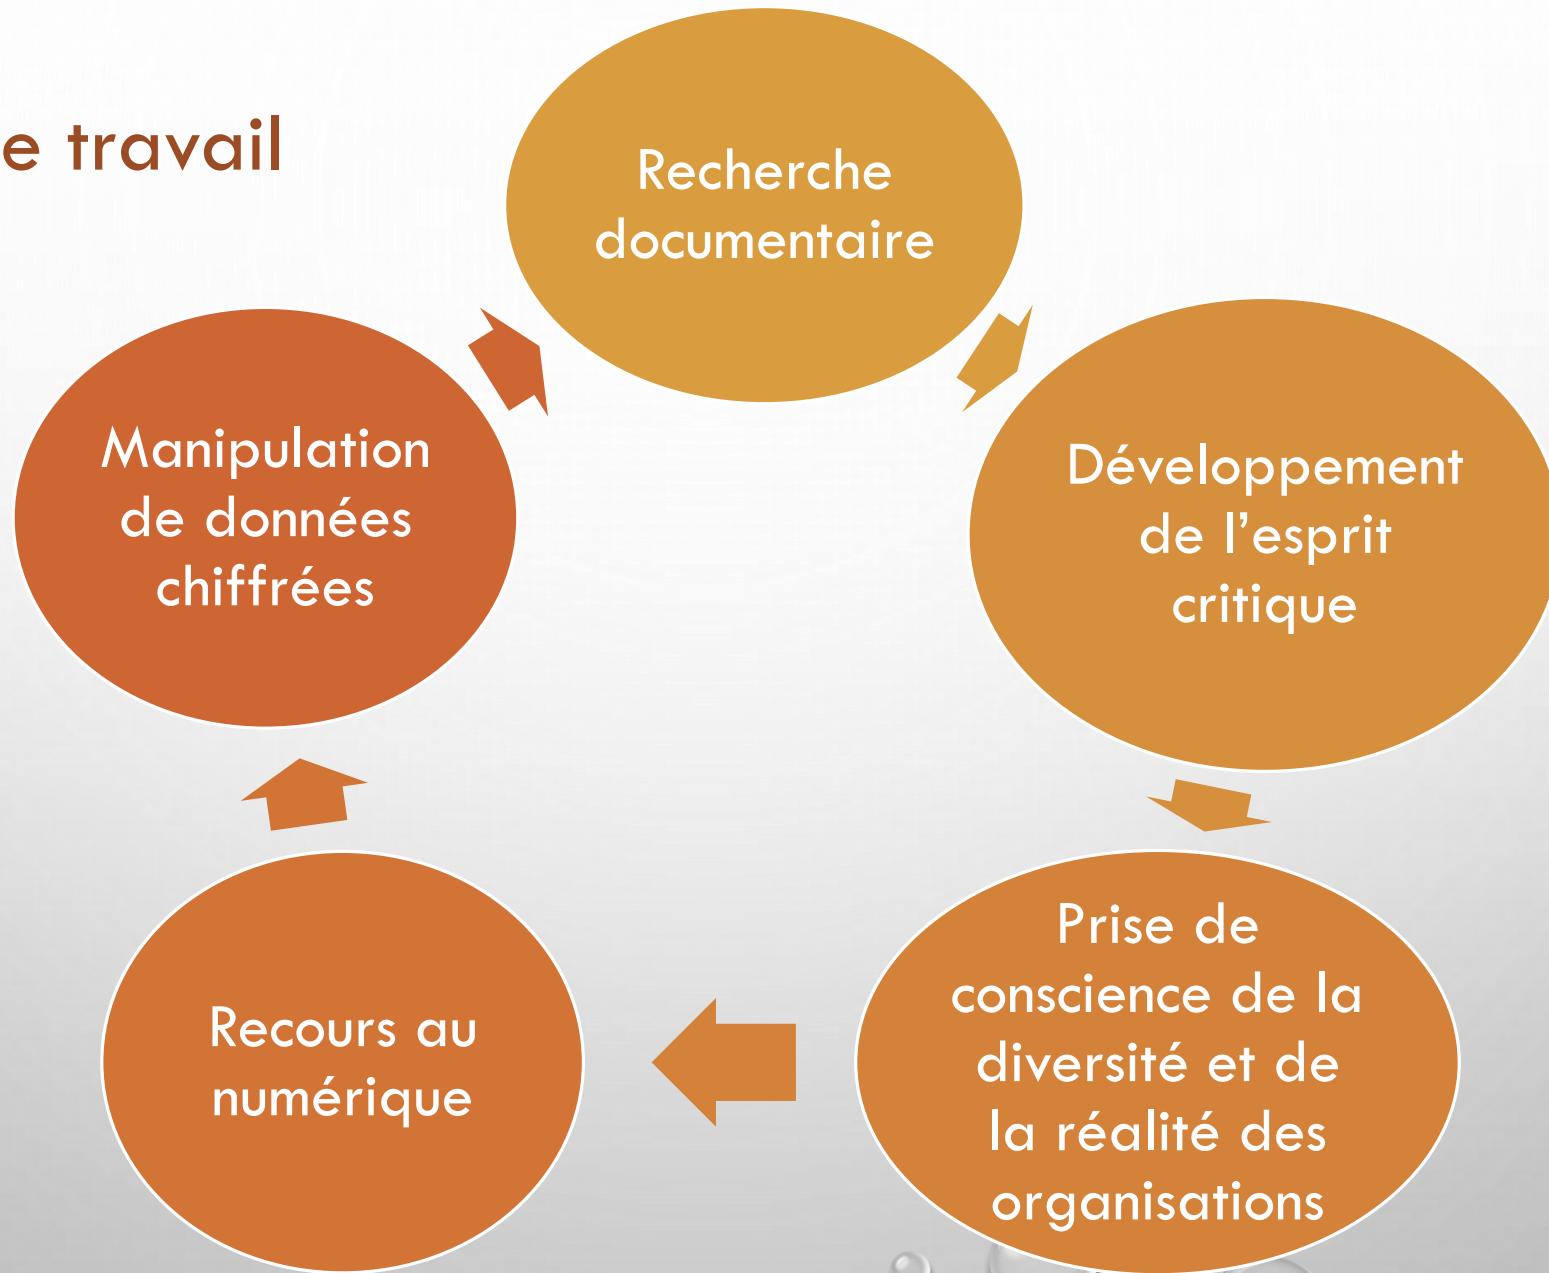 e travail
Recherche
documentaire
Développement
de l’esprit
critique
Prise de
conscience de la
diversité et de
la réalité des
organisations
Recours au
numérique
Manipulation
de données
chiffrées